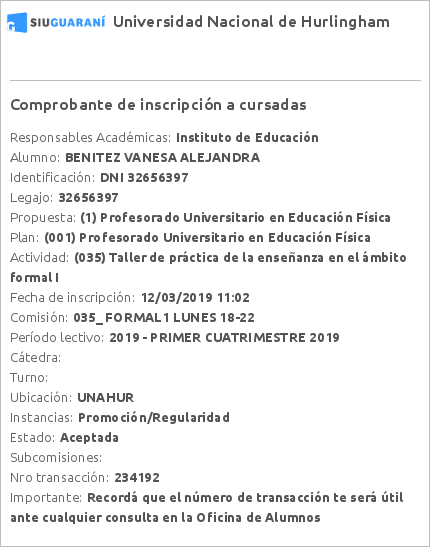 SIUGUARANÍ Universidad Nacional de Hurlingham
Comprobante de inscripción a cursadas
Responsables Académicas: Instituto de Educación
Alumno: BENITEZ VANESA ALEJANDRA
Identificación: DNI 32656397
Legajo: 32656397
Propuesta: (1) Profesorado Universitario en Educación Física
Plan: (001) Profesorado Universitario en Educación Física
Actividad: (035) Taller de práctica de la enseñanza en el ámbito
formal I
Fecha de inscripción: 12/03/2019 11:02
Comisión: 035_FORMAL1 LUNES 18-22
Período lectivo: 2019 - PRIMER CUATRIMESTRE 2019
Cátedra:
Turno:
Ubicación: UNAHUR
Instancias: Promoción/Regularidad
Estado: Aceptada
Subcomisiones:
Nro transacción: 234192
Importante: Recordá que el número de transacción te será útil
ante cualquier consulta en la Oficina de Alumnos